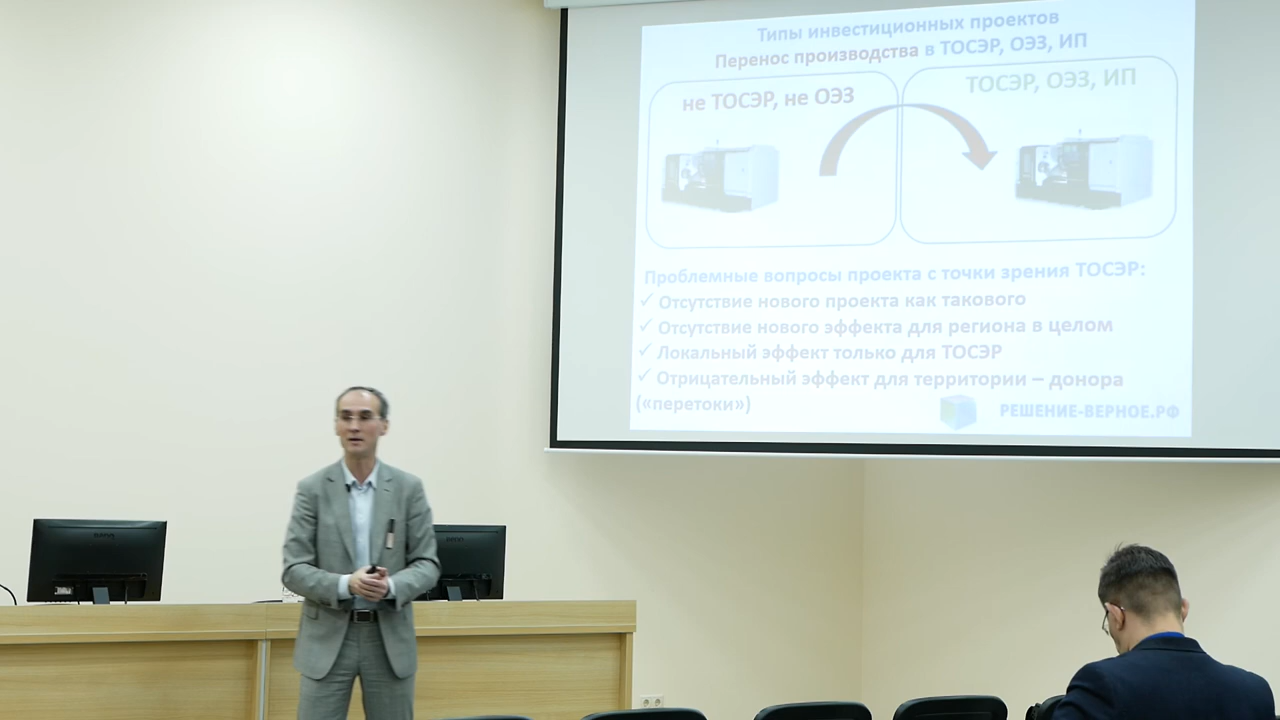 Типы инвестиционных проектов
Перенос производства в ТОСЭР, ОЭЗ, ИП
не ТОСЭР, не ОЭЗ
ТОСЭР, ОЭЗ, ИП
Проблемные вопросы проекта с точки зрения ТОСЭР:
✓ Отсутствие нового проекта как такового
✓ Отсутствие нового эффекта для региона в целом
✓ Локальный эффект только для ТОСЭР
✓ Отрицательный эффект для территории – донора
(«перетоки»)
РЕШЕНИЕ-ВЕРНОЕ.РФ